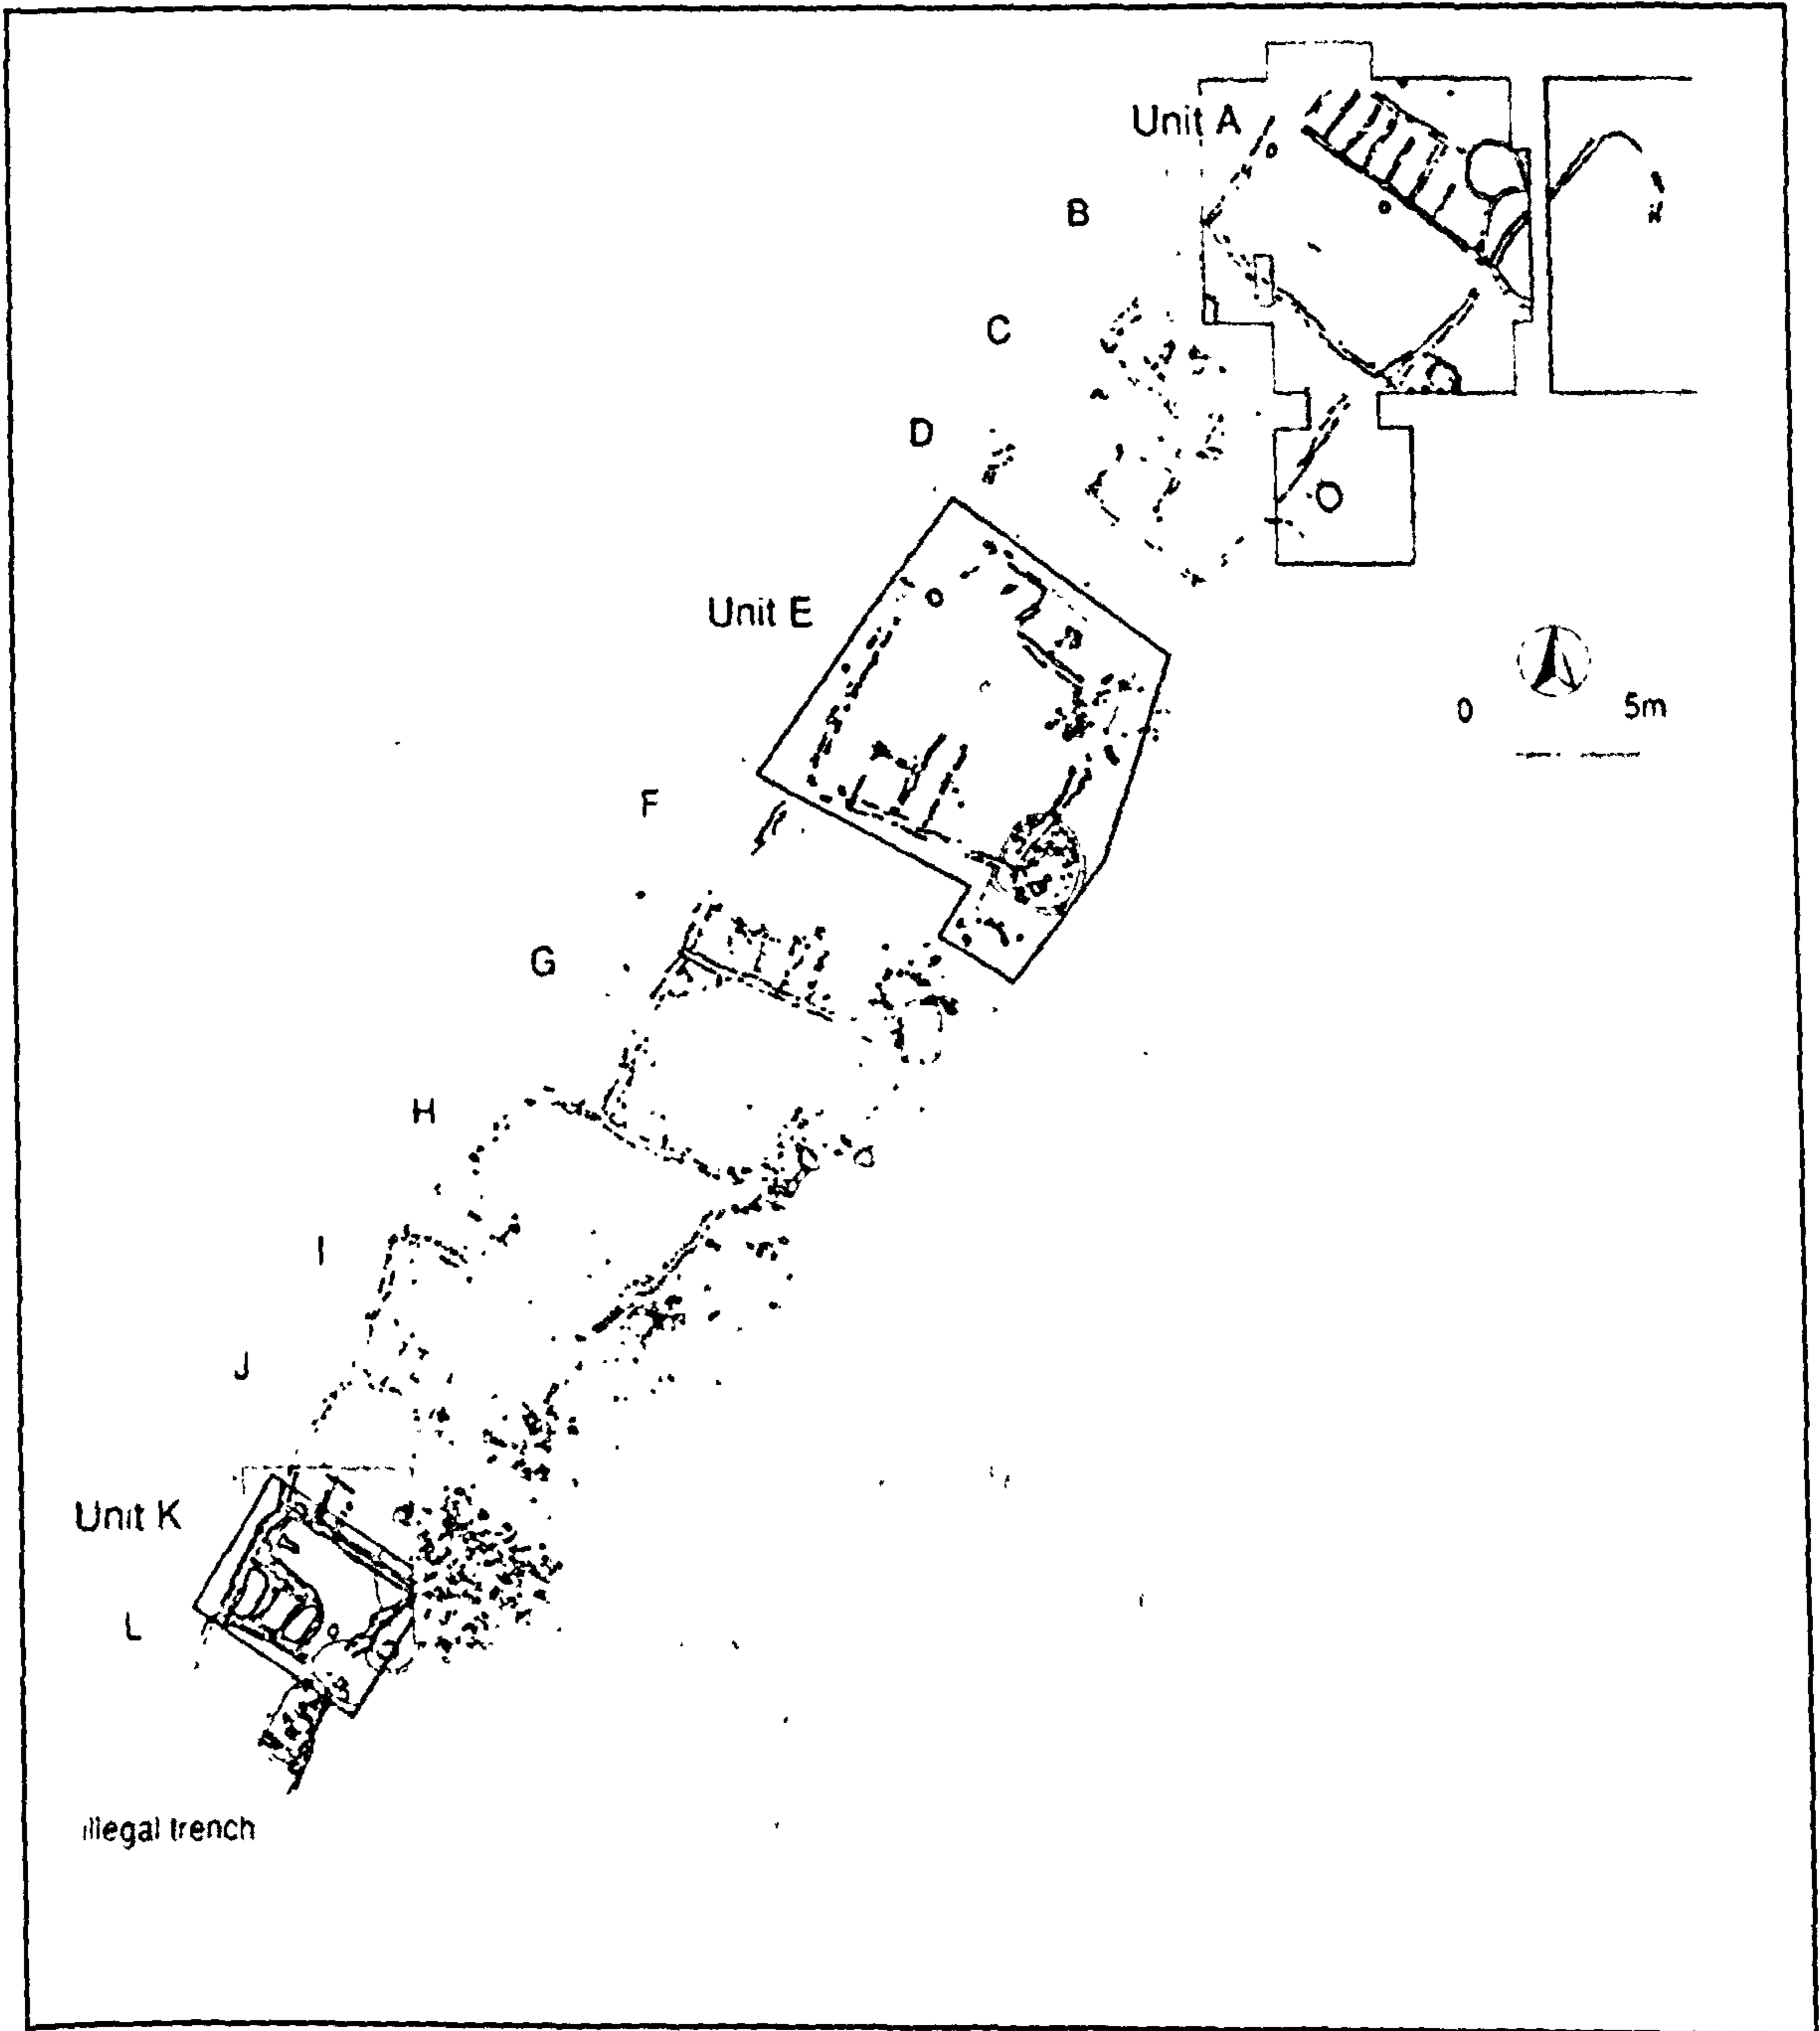 Unit A
B
C
D
Unit E
0 5m
F
G
H
I
J
Unit K
L
illegal trench